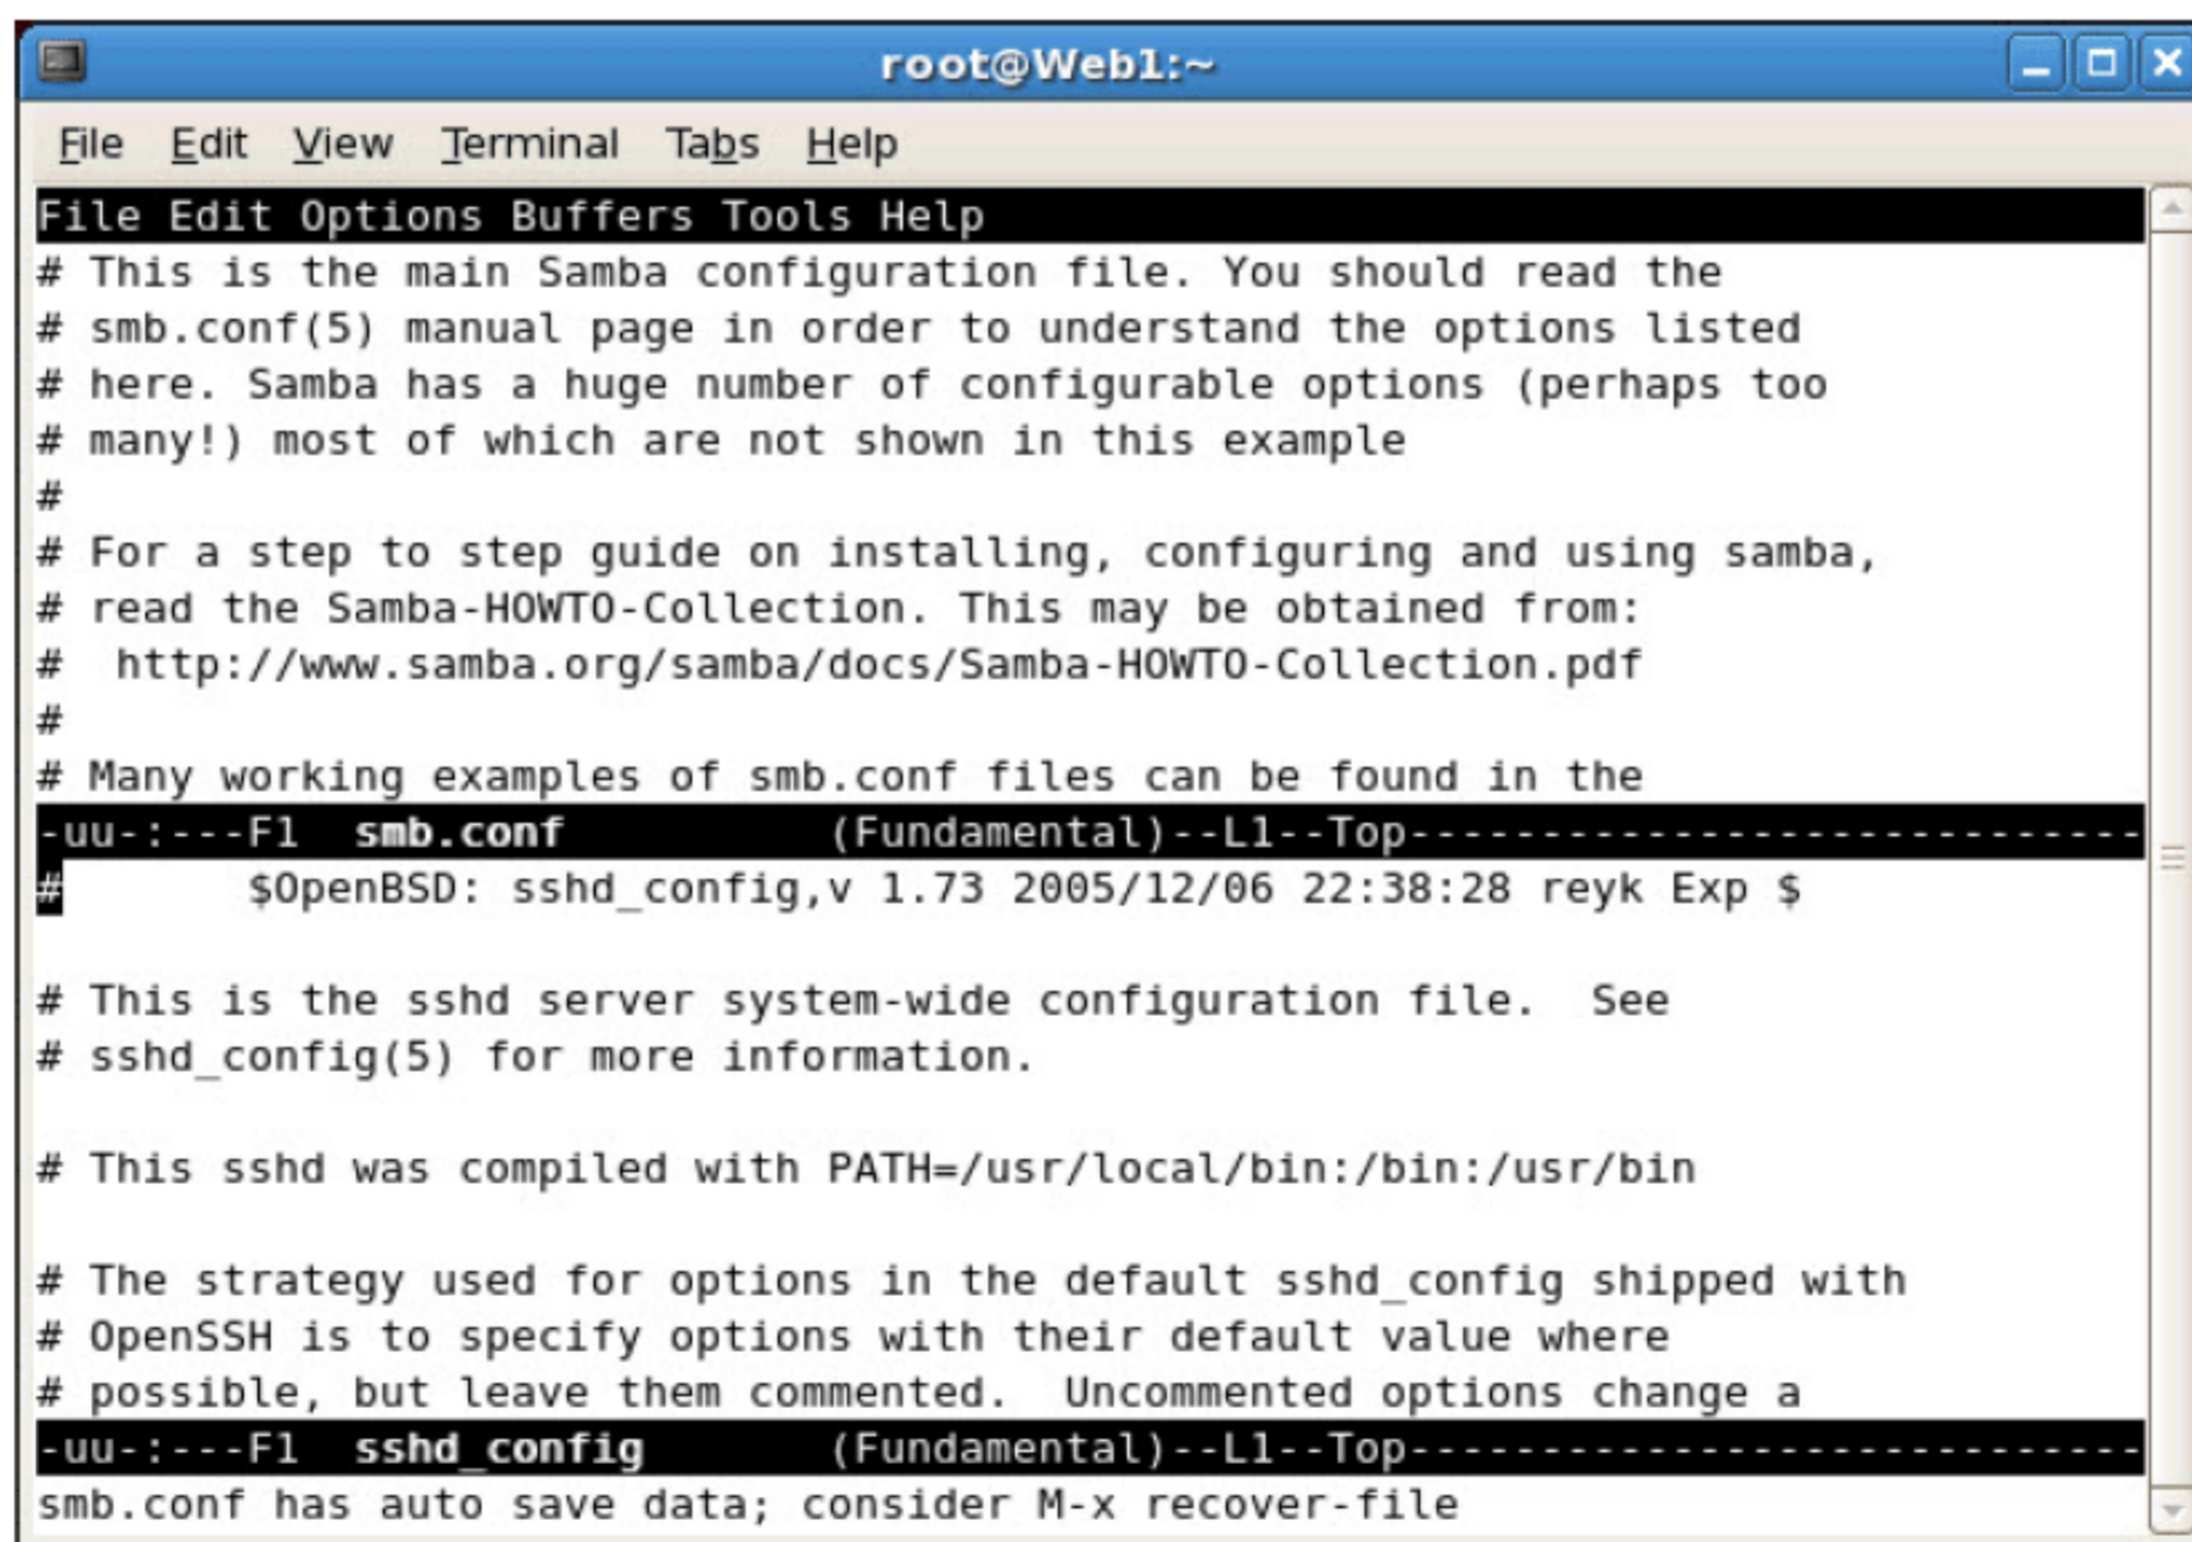 root@Web1:~
File Edit View Terminal Tabs Help
File Edit Options Buffers Tools Help
# This is the main Samba configuration file. You should read the
# smb.conf(5) manual page in order to understand the options listed
# here. Samba has a huge number of configurable options (perhaps too
# many!) most of which are not shown in this example
#
# For a step to step guide on installing, configuring and using samba,
# read the Samba-HOWTO-Collection. This may be obtained from:
#  http://www.samba.org/samba/docs/Samba-HOWTO-Collection.pdf
#
# Many working examples of smb.conf files can be found in the
-uu-:---F1  smb.conf          (Fundamental)--L1--Top----------------------------
#       $OpenBSD: sshd_config,v 1.73 2005/12/06 22:38:28 reyk Exp $
# This is the sshd server system-wide configuration file.  See
# sshd_config(5) for more information.
# This sshd was compiled with PATH=/usr/local/bin:/bin:/usr/bin
# The strategy used for options in the default sshd_config shipped with
# OpenSSH is to specify options with their default value where
# possible, but leave them commented.  Uncommented options change a
-uu-:---F1  sshd_config       (Fundamental)--L1--Top----------------------------
smb.conf has auto save data; consider M-x recover-file